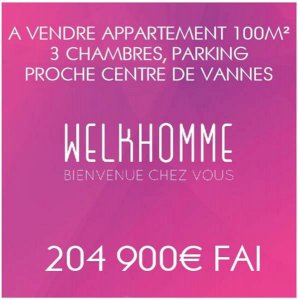 A VENDRE APPARTEMENT 100M²
3 CHAMBRES, PARKING
PROCHE CENTRE DE VANNES
WELKHOMME
BIENVENUE CHEZ VOUS
204 900€ FAI